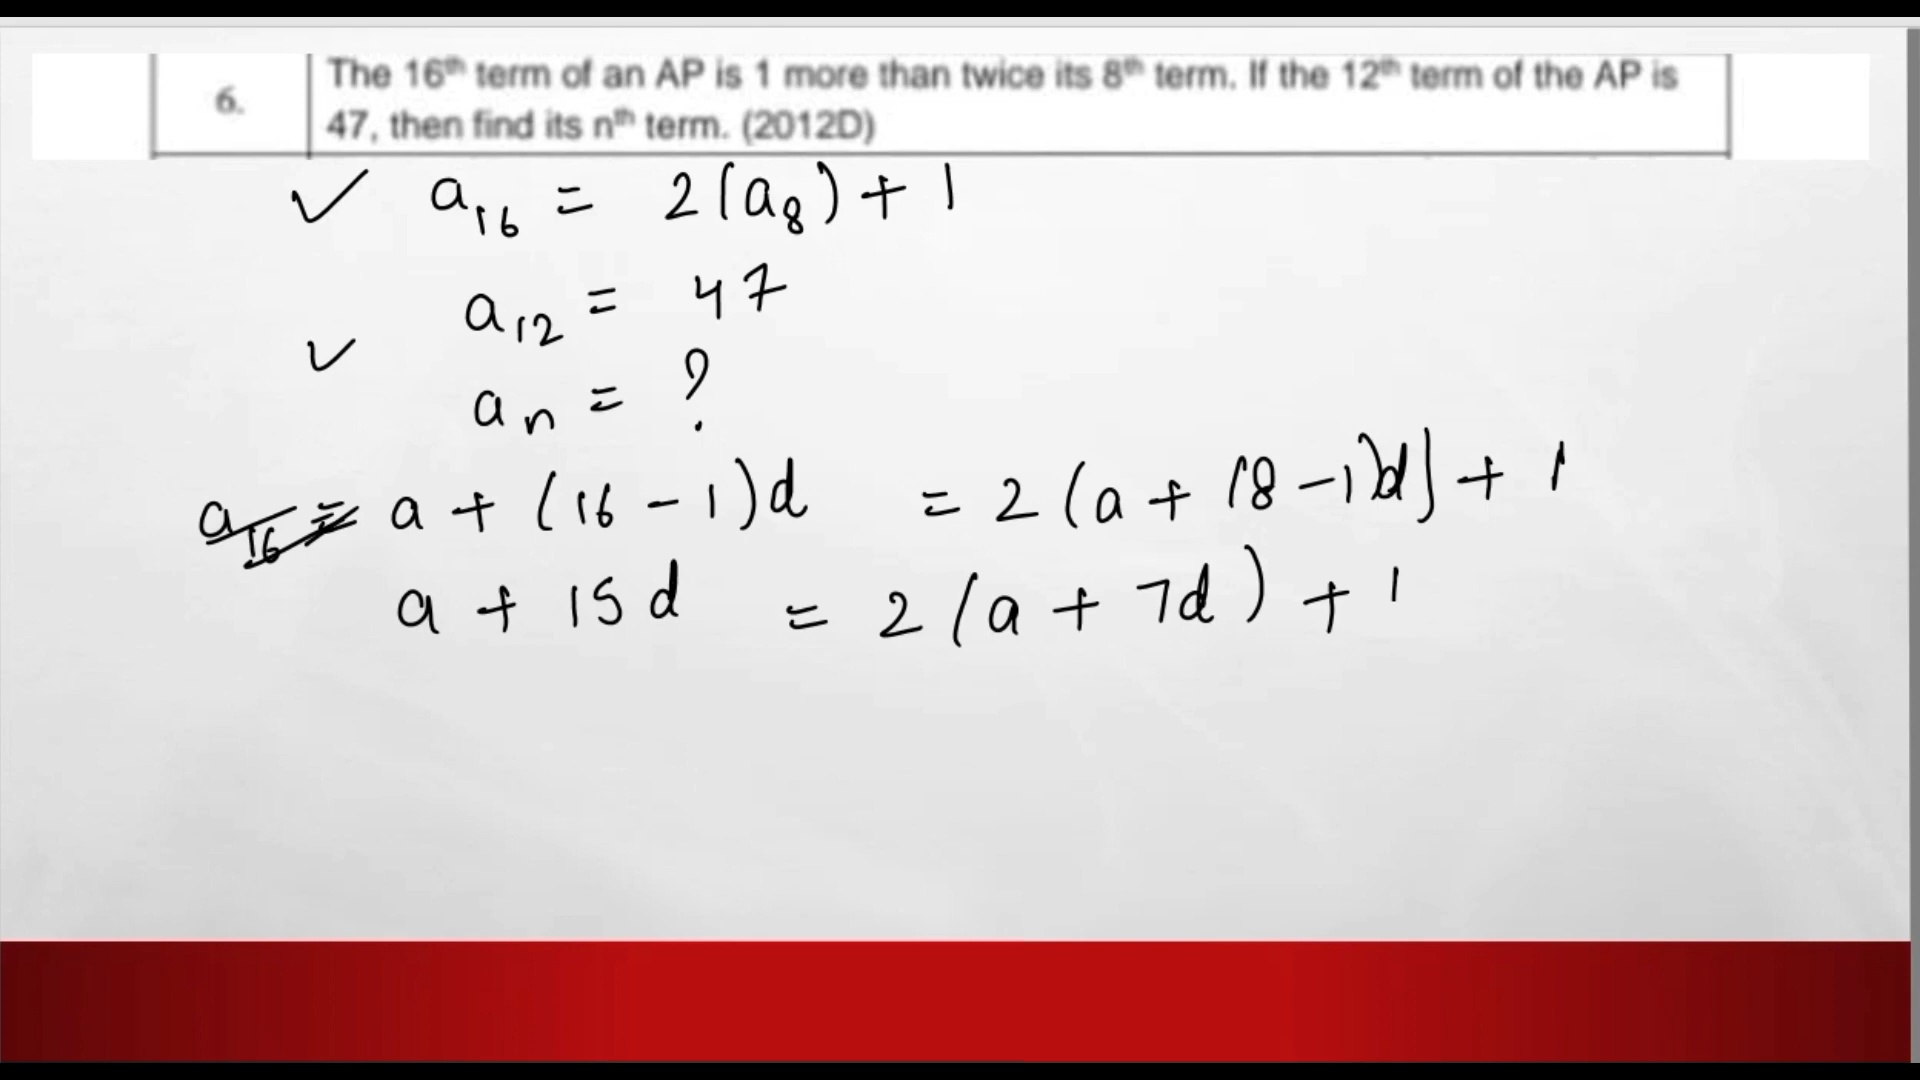 6.
The 16th term of an AP is 1 more than twice its 8th term. If the 12th term of the AP is
47, then find its nth term. (2012D)
✓ a₁₆ = 2(a₈) + 1
a₁₂ = 47
✓
aₙ = ?
a₁₆ = a + (16 - 1)d = 2(a + (8 - 1)d) + 1
a + 15d = 2(a + 7d) + 1